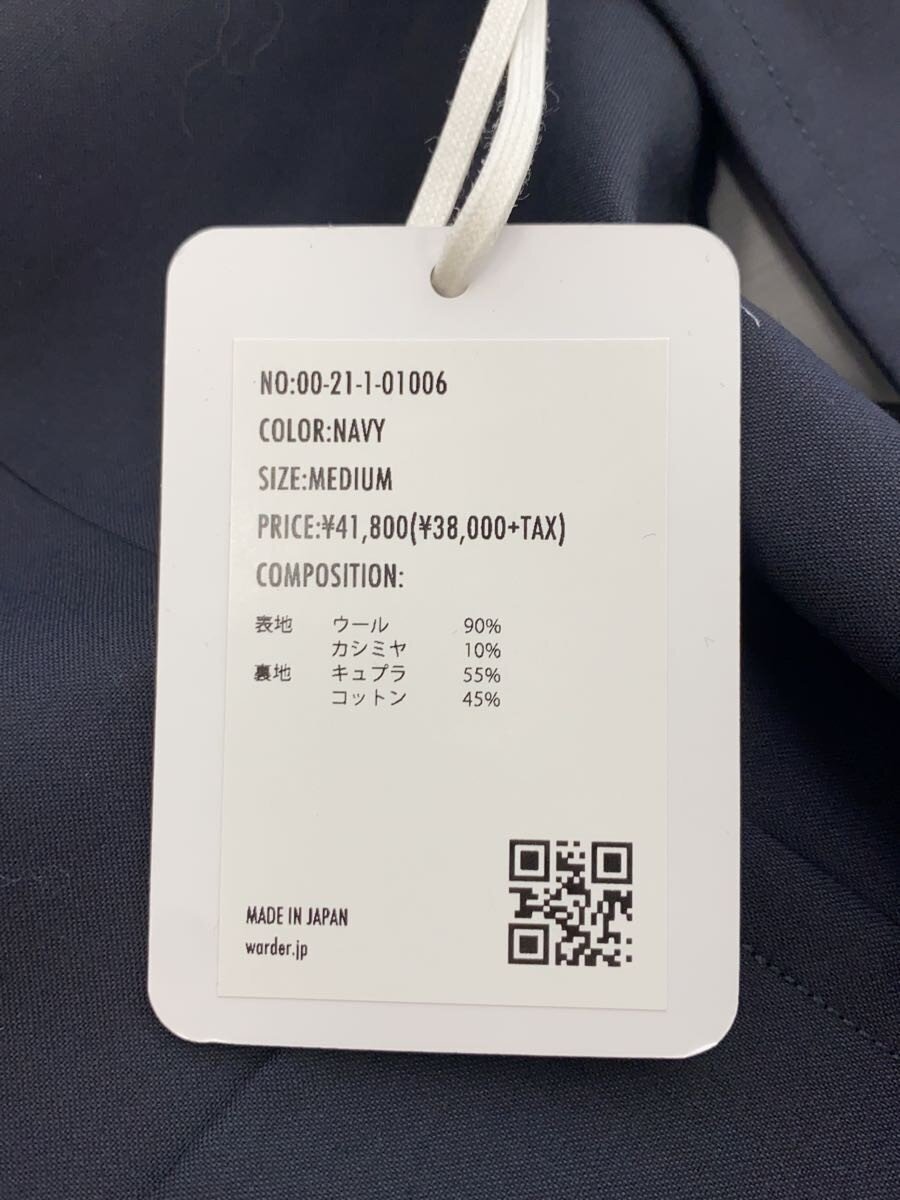 NO:00-21-1-01006
COLOR:NAVY
SIZE:MEDIUM
PRICE:¥41,800(¥38,000+TAX)
COMPOSITION:
表地 ウール 90%
カシミヤ 10%
裏地 キュプラ 55%
コットン 45%
MADE IN JAPAN
warder.jp